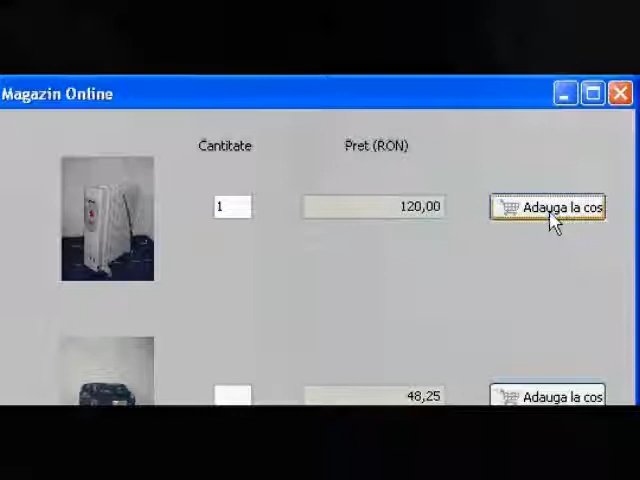 Magazin Online
Cantitate Pret (RON)
1 120,00 Adauga la cos
48,25 Adauga la cos